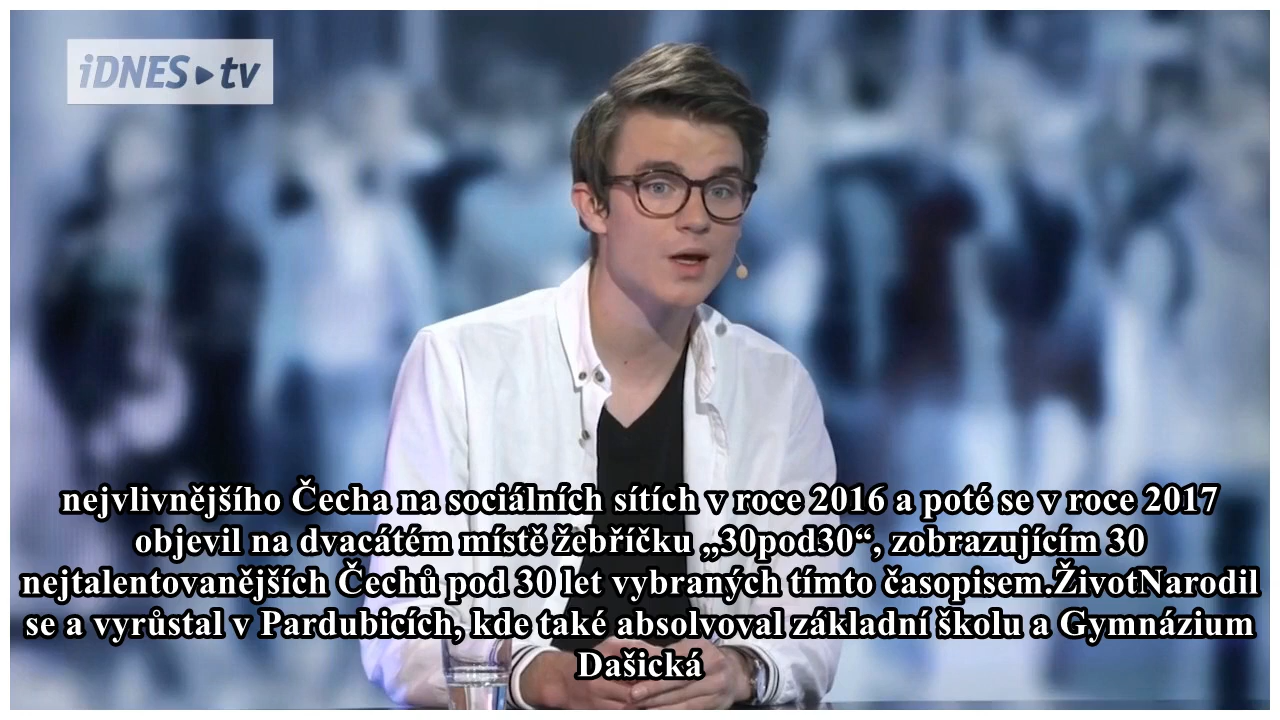 iDNES tv
nejvlivnějšího Čecha na sociálních sítích v roce 2016 a poté se v roce 2017
objevil na dvacátém místě žebříčku „30pod30“, zobrazujícím 30
nejtalentovanějších Čechů pod 30 let vybraných tímto časopisem.ŽivotNarodil
se a vyrůstal v Pardubicích, kde také absolvoval základní školu a Gymnázium
Dašická